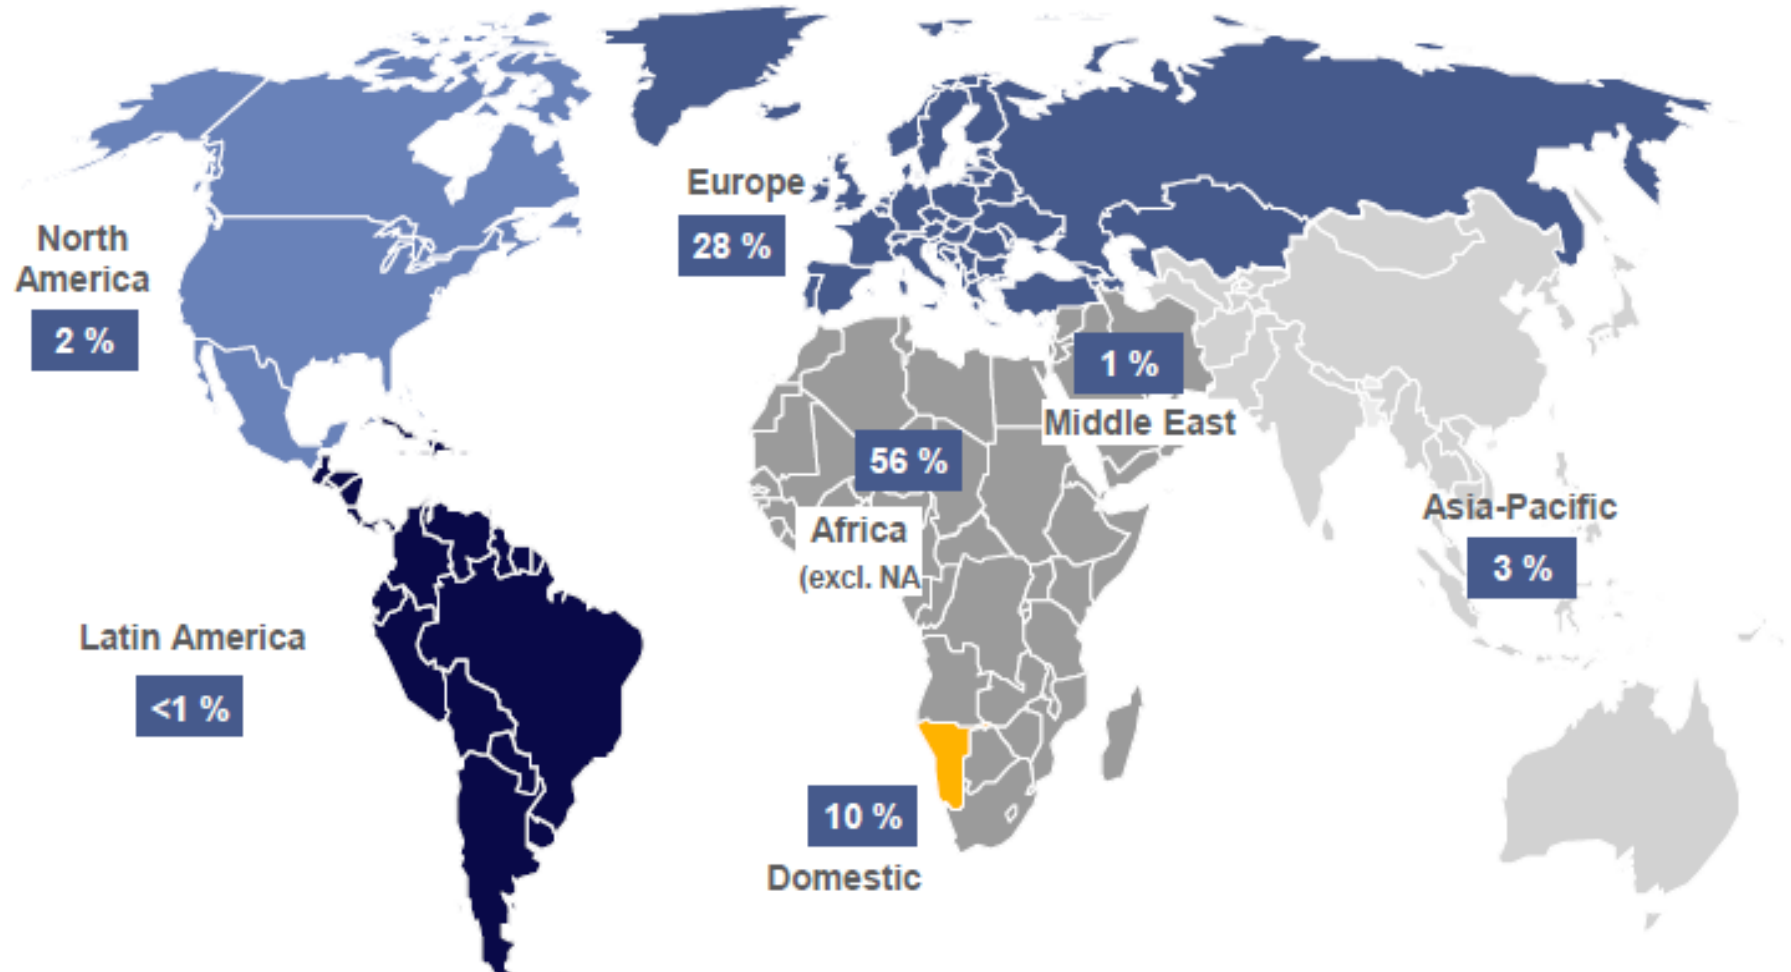 Europe
28 %
North
America
2 %
1 %
Middle East
56 %
Africa
(excl. NA
Asia-Pacific
3 %
Latin America
<1 %
10 %
Domestic